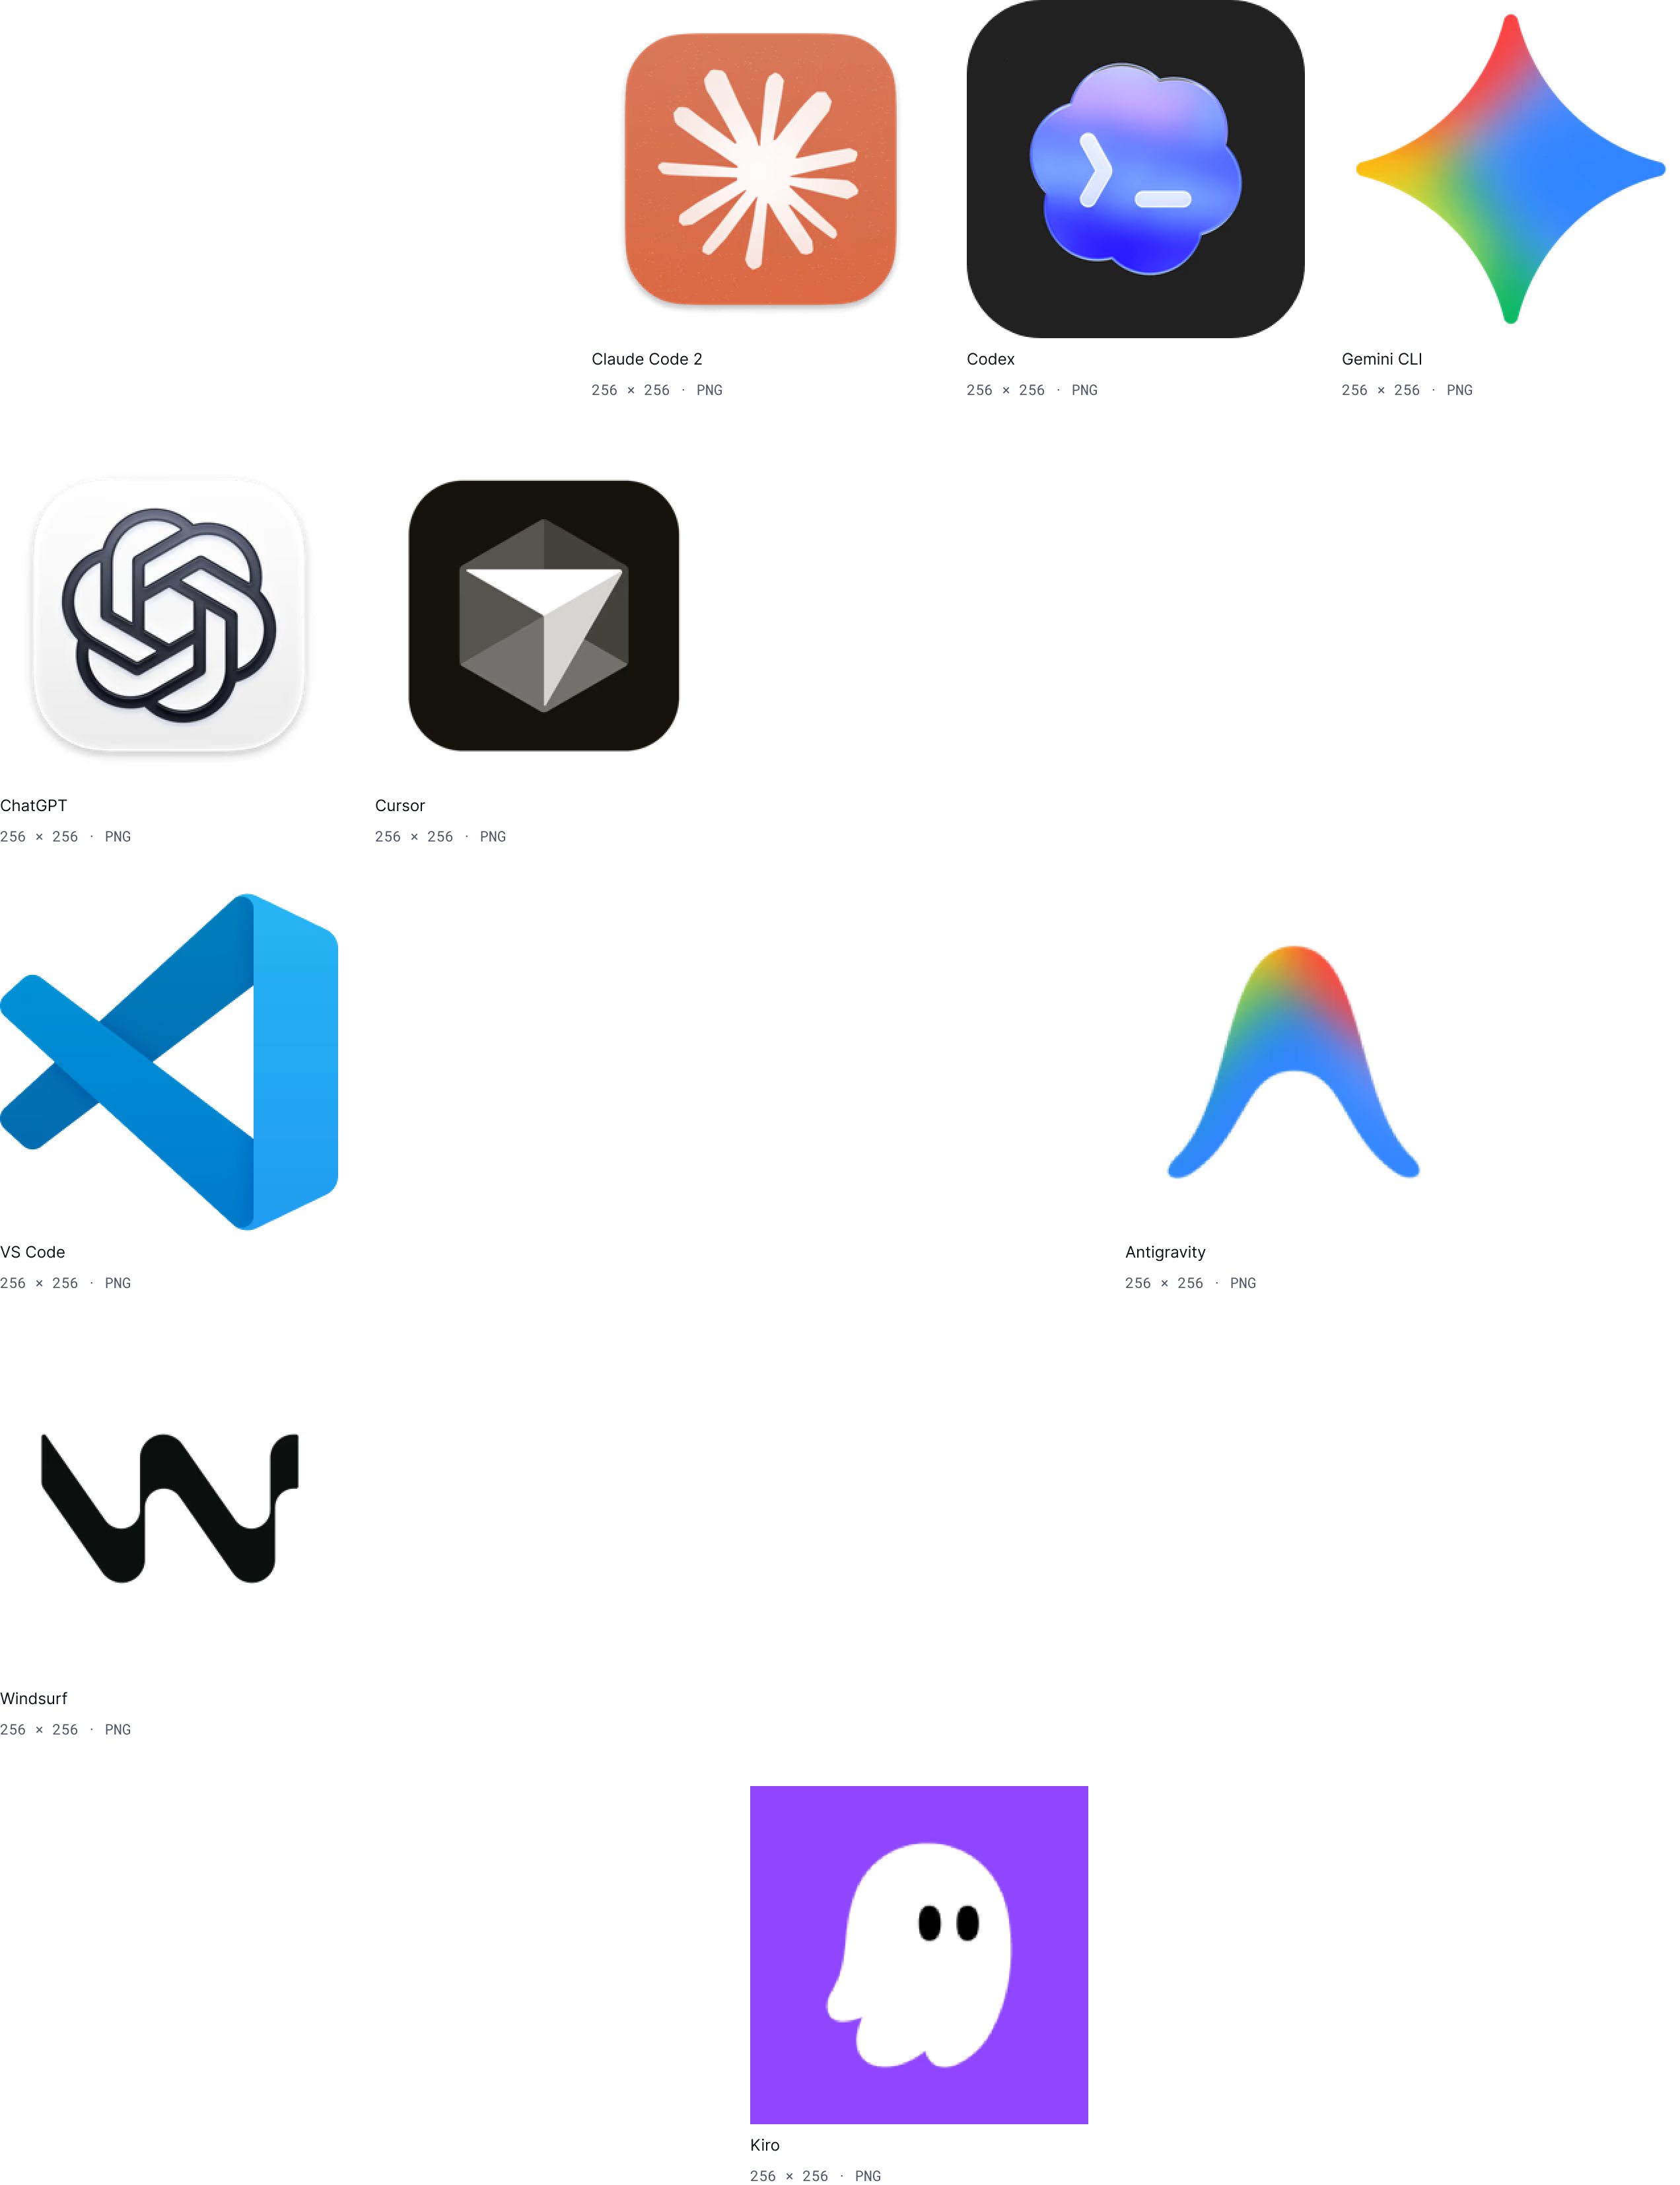 Claude Code 2
256 × 256 · PNG
Codex
256 × 256 · PNG
Gemini CLI
256 × 256 · PNG
ChatGPT
256 × 256 · PNG
Cursor
256 × 256 · PNG
VS Code
256 × 256 · PNG
Antigravity
256 × 256 · PNG
Windsurf
256 × 256 · PNG
Kiro
256 × 256 · PNG